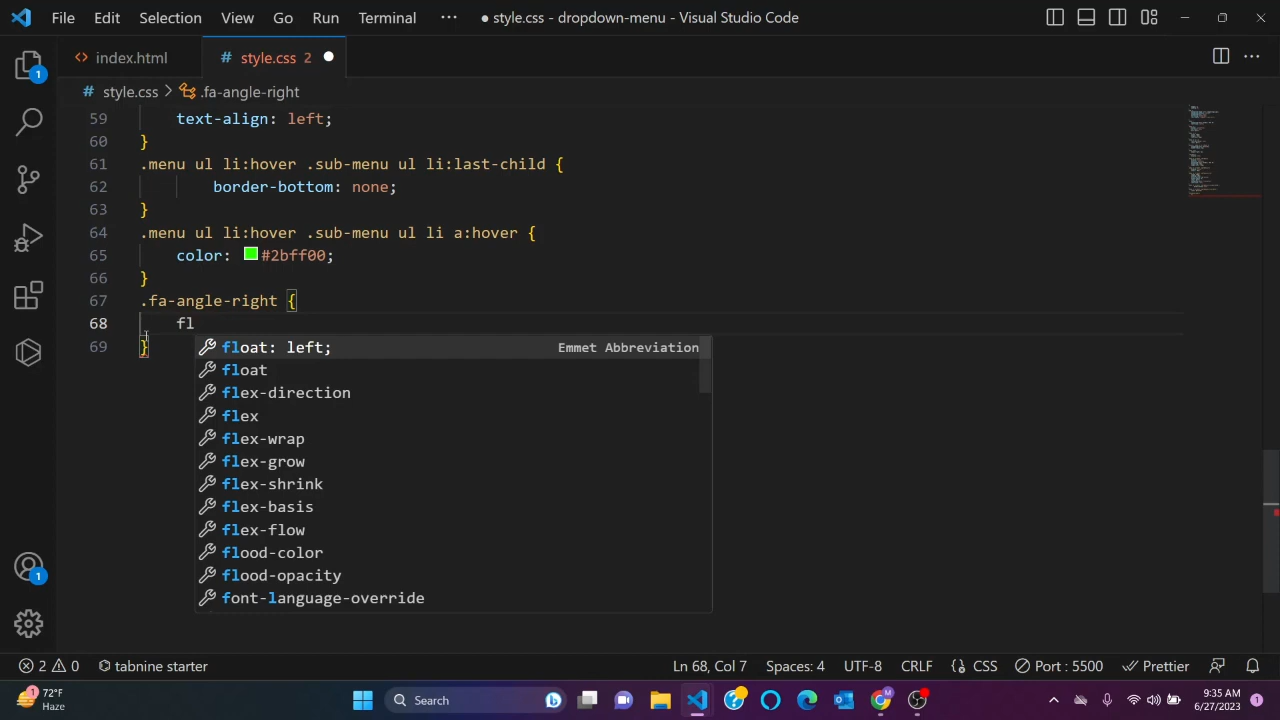 File Edit Selection View Go Run Terminal ··· ● style.css - dropdown-menu - Visual Studio Code
<> index.html # style.css 2 ●
# style.css > .fa-angle-right
59 text-align: left;
60 }
61 .menu ul li:hover .sub-menu ul li:last-child {
62 border-bottom: none;
63 }
64 .menu ul li:hover .sub-menu ul li a:hover {
65 color: #2bff00;
66 }
67 .fa-angle-right {
68 fl
69 }
float: left; Emmet Abbreviation
float
flex-direction
flex
flex-wrap
flex-grow
flex-shrink
flex-basis
flex-flow
flood-color
flood-opacity
font-language-override
1
1
2 0 tabnine starter Ln 68, Col 7 Spaces: 4 UTF-8 CRLF {} CSS Port : 5500 Prettier
1 72°F
Haze
Search
9:35 AM
6/27/2023
1